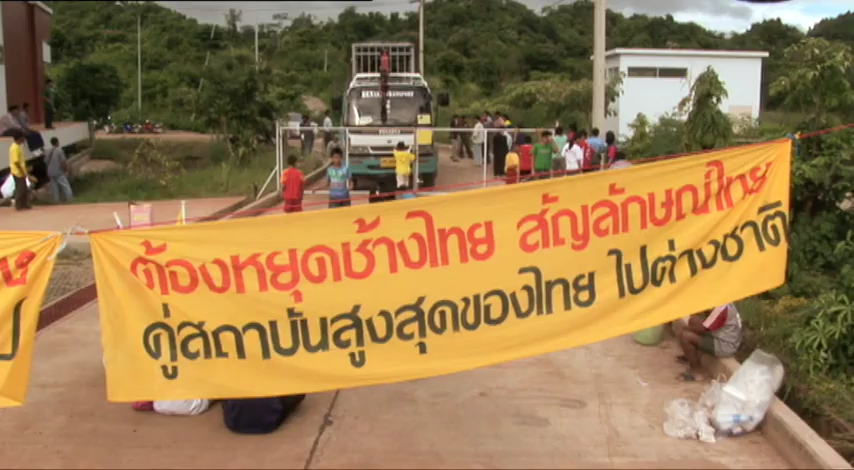 ต้องหยุดช้างไทย สัญลักษณ์ไทย
คู่สถาบันสูงสุดของไทย ไปต่างชาติ
ISUZU